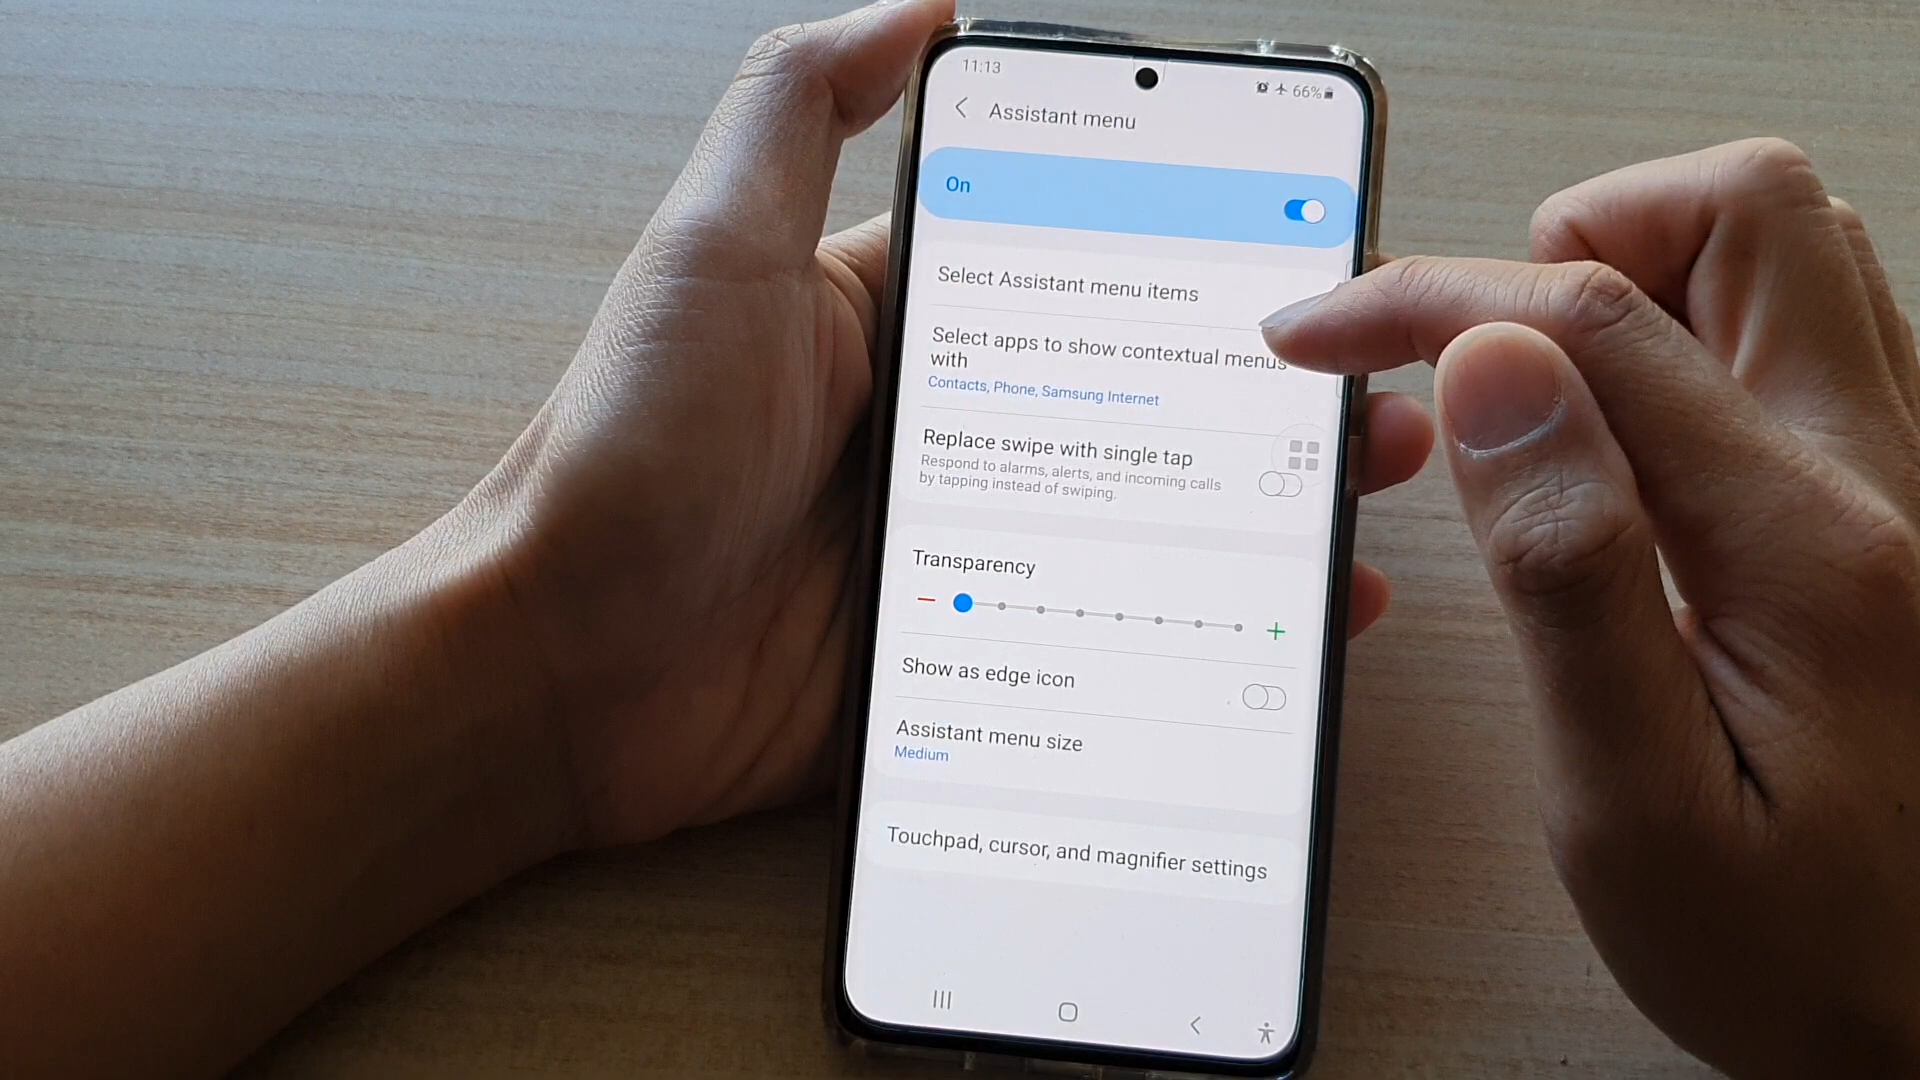 11:13
66%
Assistant menu
On
Select Assistant menu items
Select apps to show contextual menus
with
Contacts, Phone, Samsung Internet
Replace swipe with single tap
Respond to alarms, alerts, and incoming calls
by tapping instead of swiping.
Transparency
Show as edge icon
Assistant menu size
Medium
Touchpad, cursor, and magnifier settings